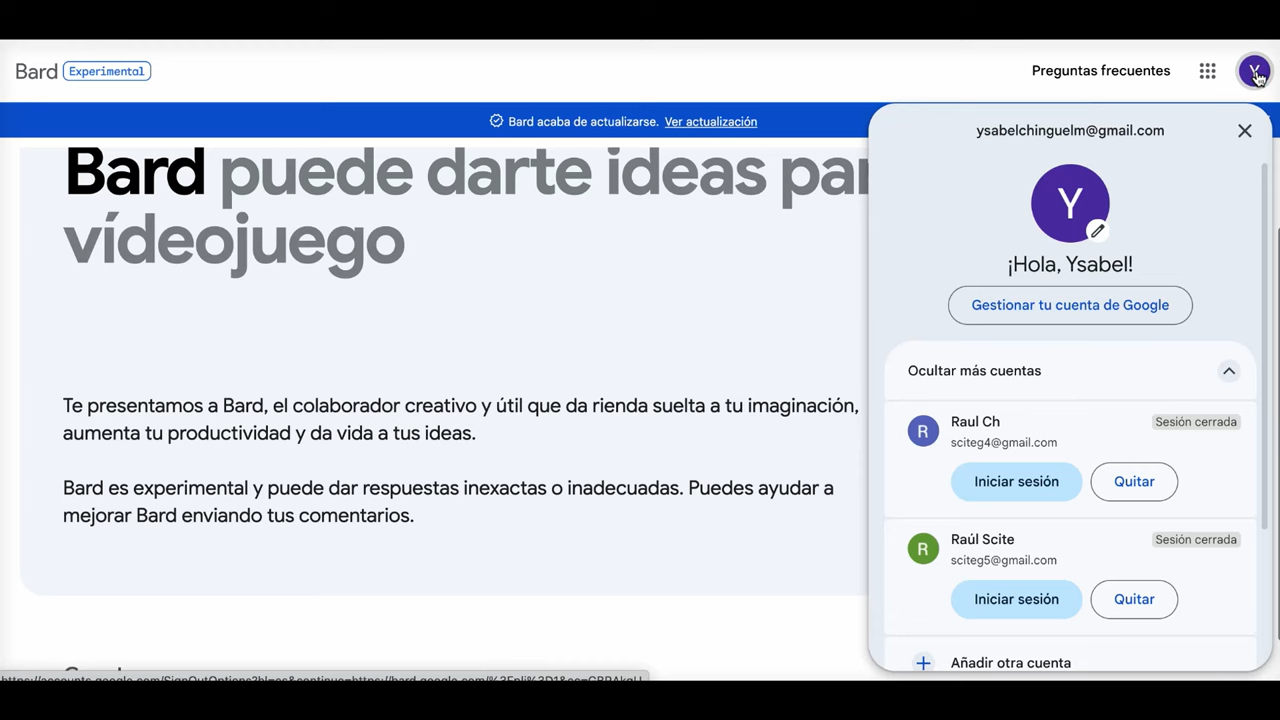 Bard Experimental
Preguntas frecuentes
Y
Bard acaba de actualizarse. Ver actualización
Bard puede darte ideas
vídeojuego
Te presentamos a Bard, el colaborador creativo y útil que da rienda suelta a tu imaginación,
aumenta tu productividad y da vida a tus ideas.
Bard es experimental y puede dar respuestas inexactas o inadecuadas. Puedes ayudar a
mejorar Bard enviando tus comentarios.
ysabelchinguelm@gmail.com
Y
¡Hola, Ysabel!
Gestionar tu cuenta de Google
Ocultar más cuentas
R
Raul Ch
Sesión cerrada
sciteg4@gmail.com
Iniciar sesión
Quitar
R
Raúl Scite
Sesión cerrada
sciteg5@gmail.com
Iniciar sesión
Quitar
Añadir otra cuenta